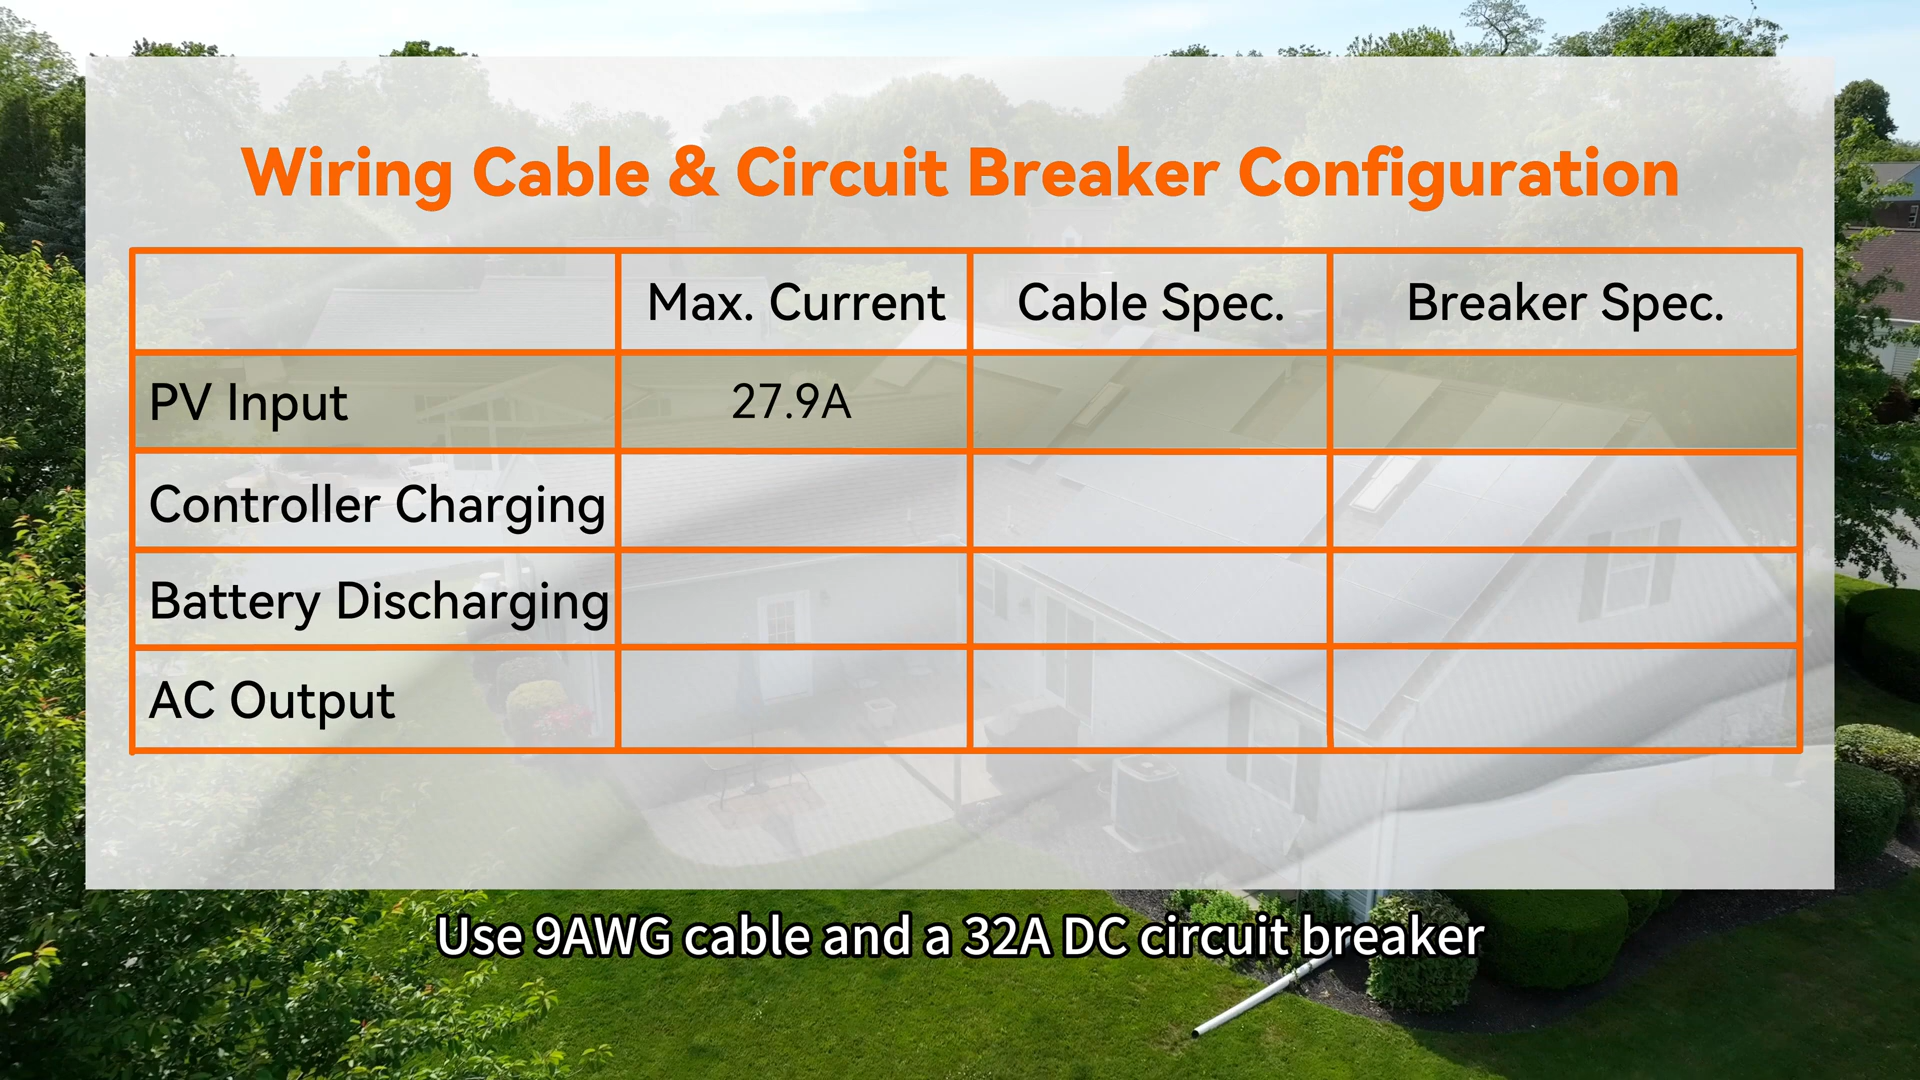 Wiring Cable & Circuit Breaker Configuration
Max. Current Cable Spec. Breaker Spec.
PV Input 27.9A
Controller Charging
Battery Discharging
AC Output
Use 9AWG cable and a 32A DC circuit breaker